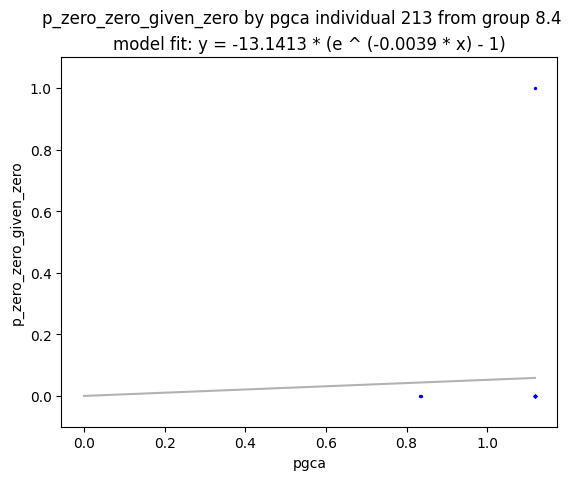 p_zero_zero_given_zero by pgca individual 213 from group 8.4
model fit: y = -13.1413 * (e ^ (-0.0039 * x) - 1)
1.0
0.8
0.6
0.4
0.2
0.0
p_zero_zero_given_zero
0.0 0.2 0.4 0.6 0.8 1.0
pgca